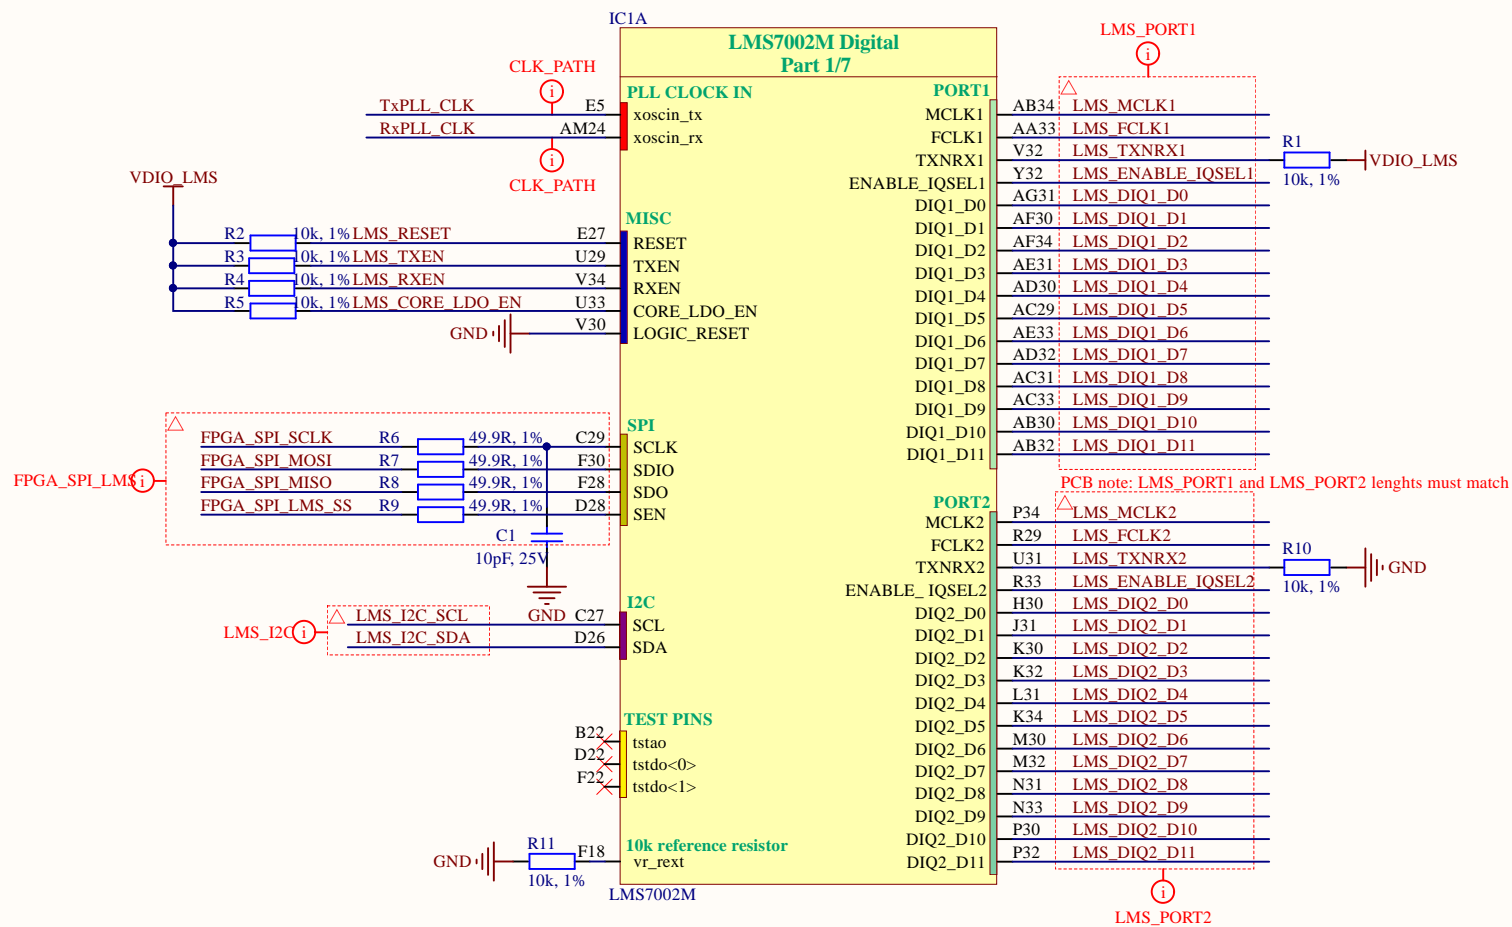 IC1A
LMS7002M Digital
Part 1/7
CLK_PATH
PLL CLOCK IN
TxPLL_CLK E5 xoscin_tx
RxPLL_CLK AM24 xoscin_rx
CLK_PATH
VDIO_LMS
MISC
R2 10k, 1% LMS_RESET E27 RESET
R3 10k, 1% LMS_TXEN U29 TXEN
R4 10k, 1% LMS_RXEN V34 RXEN
R5 10k, 1% LMS_CORE_LDO_EN U33 CORE_LDO_EN
GND V30 LOGIC_RESET
SPI
FPGA_SPI_SCLK R6 49.9R, 1% C29 SCLK
FPGA_SPI_MOSI R7 49.9R, 1% F30 SDIO
FPGA_SPI_MISO R8 49.9R, 1% F28 SDO
FPGA_SPI_LMS_SS R9 49.9R, 1% D28 SEN
FPGA_SPI_LMS
C1
10pF, 25V
GND
I2C
LMS_I2C_SCL C27 SCL
LMS_I2C_SDA D26 SDA
LMS_I2C
TEST PINS
B22 tstao
D22 tstdo<0>
F22 tstdo<1>
10k reference resistor
GND R11 F18 vr_rext
10k, 1%
LMS7002M
LMS_PORT1
PORT1
MCLK1 AB34 LMS_MCLK1
FCLK1 AA33 LMS_FCLK1
TXNRX1 V32 LMS_TXNRX1 R1 VDIO_LMS
10k, 1%
ENABLE_IQSEL1 Y32 LMS_ENABLE_IQSEL1
DIQ1_D0 AG31 LMS_DIQ1_D0
DIQ1_D1 AF30 LMS_DIQ1_D1
DIQ1_D2 AF34 LMS_DIQ1_D2
DIQ1_D3 AE31 LMS_DIQ1_D3
DIQ1_D4 AD30 LMS_DIQ1_D4
DIQ1_D5 AC29 LMS_DIQ1_D5
DIQ1_D6 AE33 LMS_DIQ1_D6
DIQ1_D7 AD32 LMS_DIQ1_D7
DIQ1_D8 AC31 LMS_DIQ1_D8
DIQ1_D9 AC33 LMS_DIQ1_D9
DIQ1_D10 AB30 LMS_DIQ1_D10
DIQ1_D11 AB32 LMS_DIQ1_D11
PCB note: LMS_PORT1 and LMS_PORT2 lenghts must match
PORT2
MCLK2 P34 LMS_MCLK2
FCLK2 R29 LMS_FCLK2
TXNRX2 U31 LMS_TXNRX2 R10 GND
10k, 1%
ENABLE_ IQSEL2 R33 LMS_ENABLE_IQSEL2
DIQ2_D0 H30 LMS_DIQ2_D0
DIQ2_D1 J31 LMS_DIQ2_D1
DIQ2_D2 K30 LMS_DIQ2_D2
DIQ2_D3 K32 LMS_DIQ2_D3
DIQ2_D4 L31 LMS_DIQ2_D4
DIQ2_D5 K34 LMS_DIQ2_D5
DIQ2_D6 M30 LMS_DIQ2_D6
DIQ2_D7 M32 LMS_DIQ2_D7
DIQ2_D8 N31 LMS_DIQ2_D8
DIQ2_D9 N33 LMS_DIQ2_D9
DIQ2_D10 P30 LMS_DIQ2_D10
DIQ2_D11 P32 LMS_DIQ2_D11
LMS_PORT2